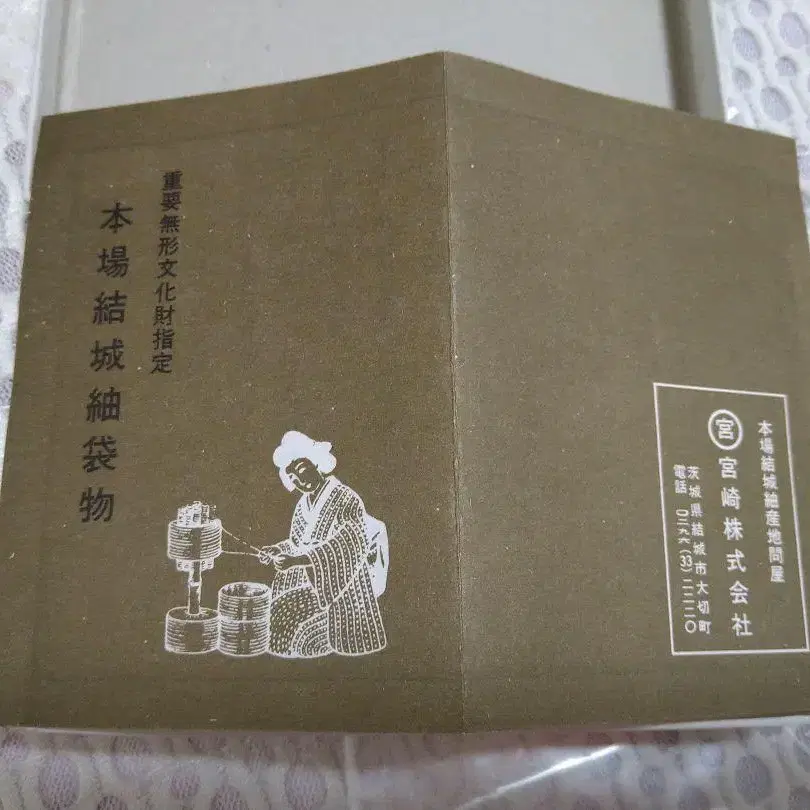 重要無形文化財指定
本場結城紬袋物
本場結城紬産地問屋
宮 宮崎株式会社
茨城県結城市大切町
電話 〇二九六(33)二二二〇